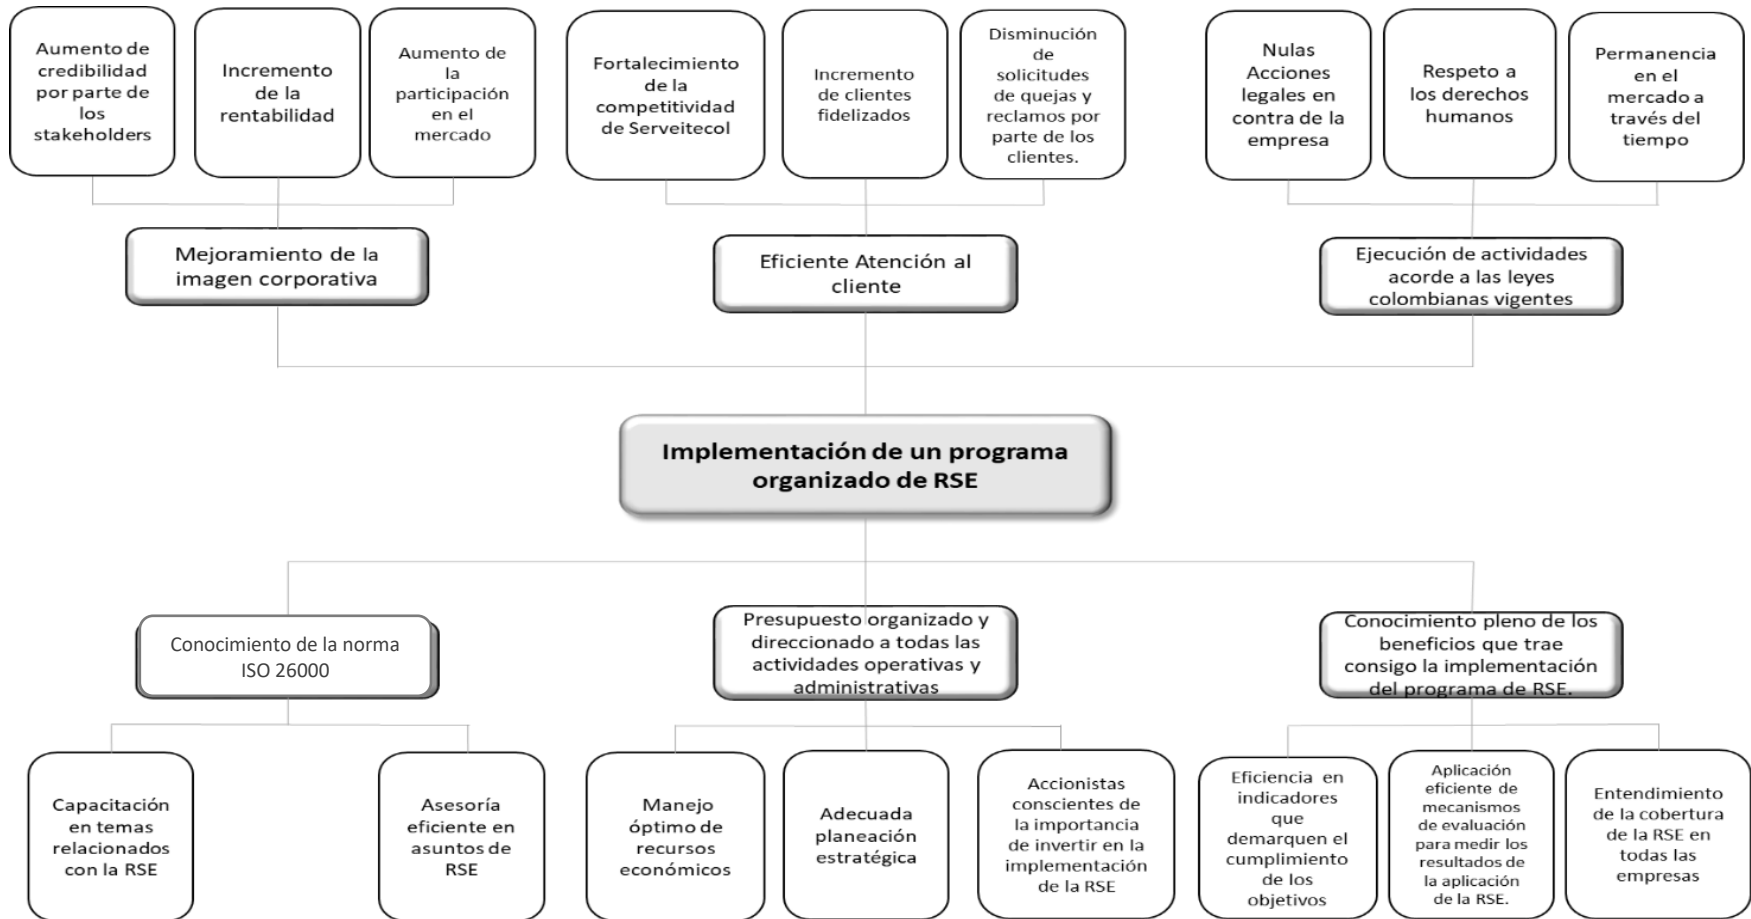 Aumento de
credibilidad
por parte de
los
stakeholders
Incremento
de la
rentabilidad
Aumento de
la
participación
en el
mercado
Fortalecimiento
de la
competitividad
de Serveitecol
Incremento
de clientes
fidelizados
Disminución
de
solicitudes
de quejas y
reclamos por
parte de los
clientes.
Nulas
Acciones
legales en
contra de la
empresa
Respeto a
los derechos
humanos
Permanencia
en el
mercado a
través del
tiempo
Mejoramiento de la
imagen corporativa
Eficiente Atención al
cliente
Ejecución de actividades
acorde a las leyes
colombianas vigentes
Implementación de un programa
organizado de RSE
Conocimiento de la norma
ISO 26000
Presupuesto organizado y
direccionado a todas las
actividades operativas y
administrativas
Conocimiento pleno de los
beneficios que trae
consigo la implementación
del programa de RSE.
Capacitación
en temas
relacionados
con la RSE
Asesoría
eficiente en
asuntos de
RSE
Manejo
óptimo de
recursos
económicos
Adecuada
planeación
estratégica
Accionistas
conscientes de
la importancia
de invertir en la
implementación
de la RSE
Eficiencia en
indicadores
que
demarquen el
cumplimiento
de los
objetivos
Aplicación
eficiente de
mecanismos
de evaluación
para medir los
resultados de
la aplicación
de la RSE.
Entendimiento
de la cobertura
de la RSE en
todas las
empresas